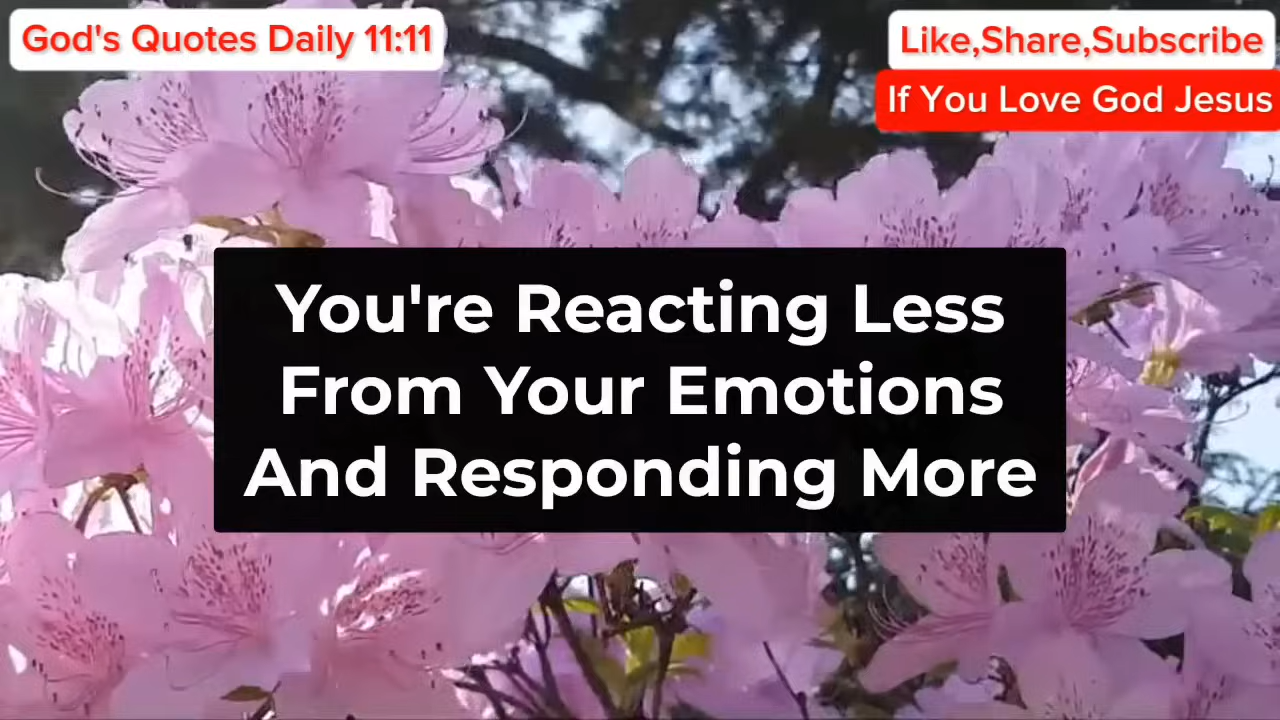 God's Quotes Daily 11:11
Like,Share,Subscribe
If You Love God Jesus
You're Reacting Less
From Your Emotions
And Responding More